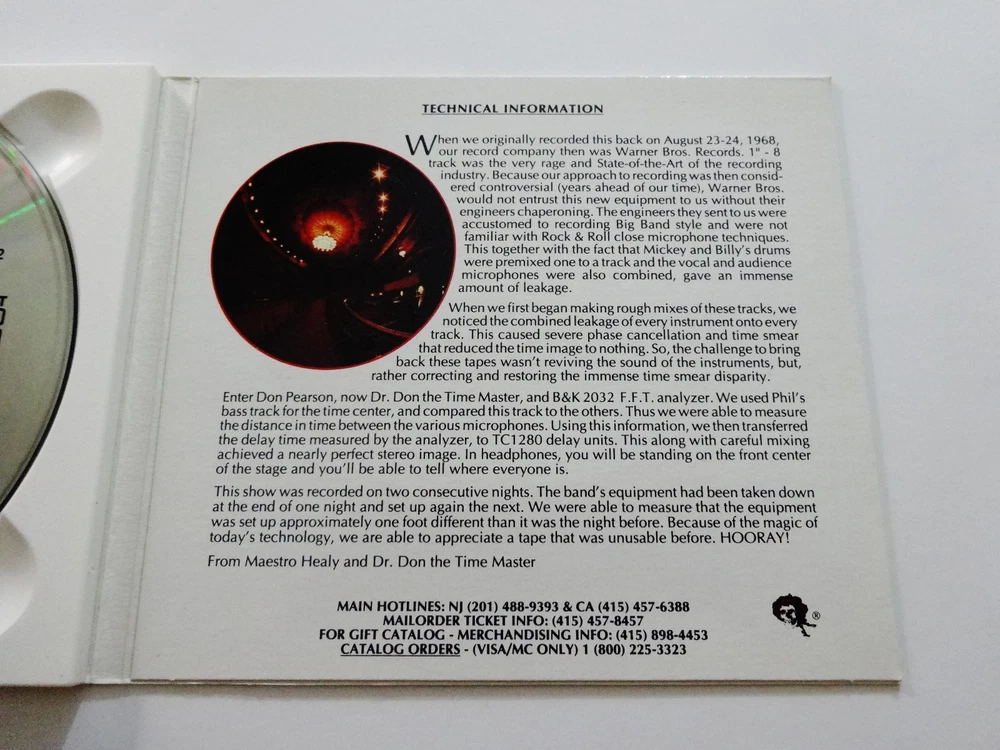 TECHNICAL INFORMATION
When we originally recorded this back on August 23-24, 1968,
our record company then was Warner Bros. Records. 1" - 8
track was the very rage and State-of-the-Art of the recording
industry. Because our approach to recording was then consid-
ered controversial (years ahead of our time), Warner Bros.
would not entrust this new equipment to us without their
engineers chaperoning. The engineers they sent to us were
accustomed to recording Big Band style and were not
familiar with Rock & Roll close microphone techniques.
This together with the fact that Mickey and Billy's drums
were premixed one to a track and the vocal and audience
microphones were also combined, gave an immense
amount of leakage.
When we first began making rough mixes of these tracks, we
noticed the combined leakage of every instrument onto every
track. This caused severe phase cancellation and time smear
that reduced the time image to nothing. So, the challenge to bring
back these tapes wasn't reviving the sound of the instruments, but,
rather correcting and restoring the immense time smear disparity.
Enter Don Pearson, now Dr. Don the Time Master, and B&K 2032 F.F.T. analyzer. We used Phil's
bass track for the time center, and compared this track to the others. Thus we were able to measure
the distance in time between the various microphones. Using this information, we then transferred
the delay time measured by the analyzer, to TC1280 delay units. This along with careful mixing
achieved a nearly perfect stereo image. In headphones, you will be standing on the front center
of the stage and you'll be able to tell where everyone is.
This show was recorded on two consecutive nights. The band's equipment had been taken down
at the end of one night and set up again the next. We were able to measure that the equipment
was set up approximately one foot different than it was the night before. Because of the magic of
today's technology, we are able to appreciate a tape that was unusable before. HOORAY!
From Maestro Healy and Dr. Don the Time Master
MAIN HOTLINES: NJ (201) 488-9393 & CA (415) 457-6388
MAILORDER TICKET INFO: (415) 457-8457
FOR GIFT CATALOG - MERCHANDISING INFO: (415) 898-4453
CATALOG ORDERS - (VISA/MC ONLY) 1 (800) 225-3323
®